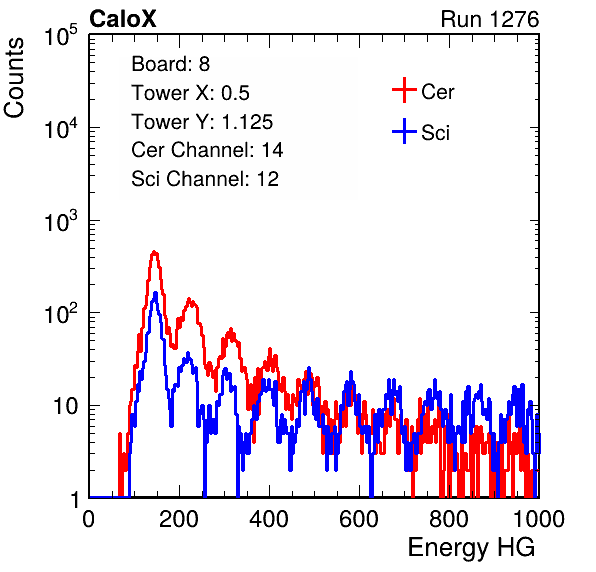 CaloX Run 1276
Counts
Board: 8
Tower X: 0.5
Tower Y: 1.125
Cer Channel: 14
Sci Channel: 12
Cer
Sci
10^5
10^4
10^3
10^2
10
1
0 200 400 600 800 1000
Energy HG